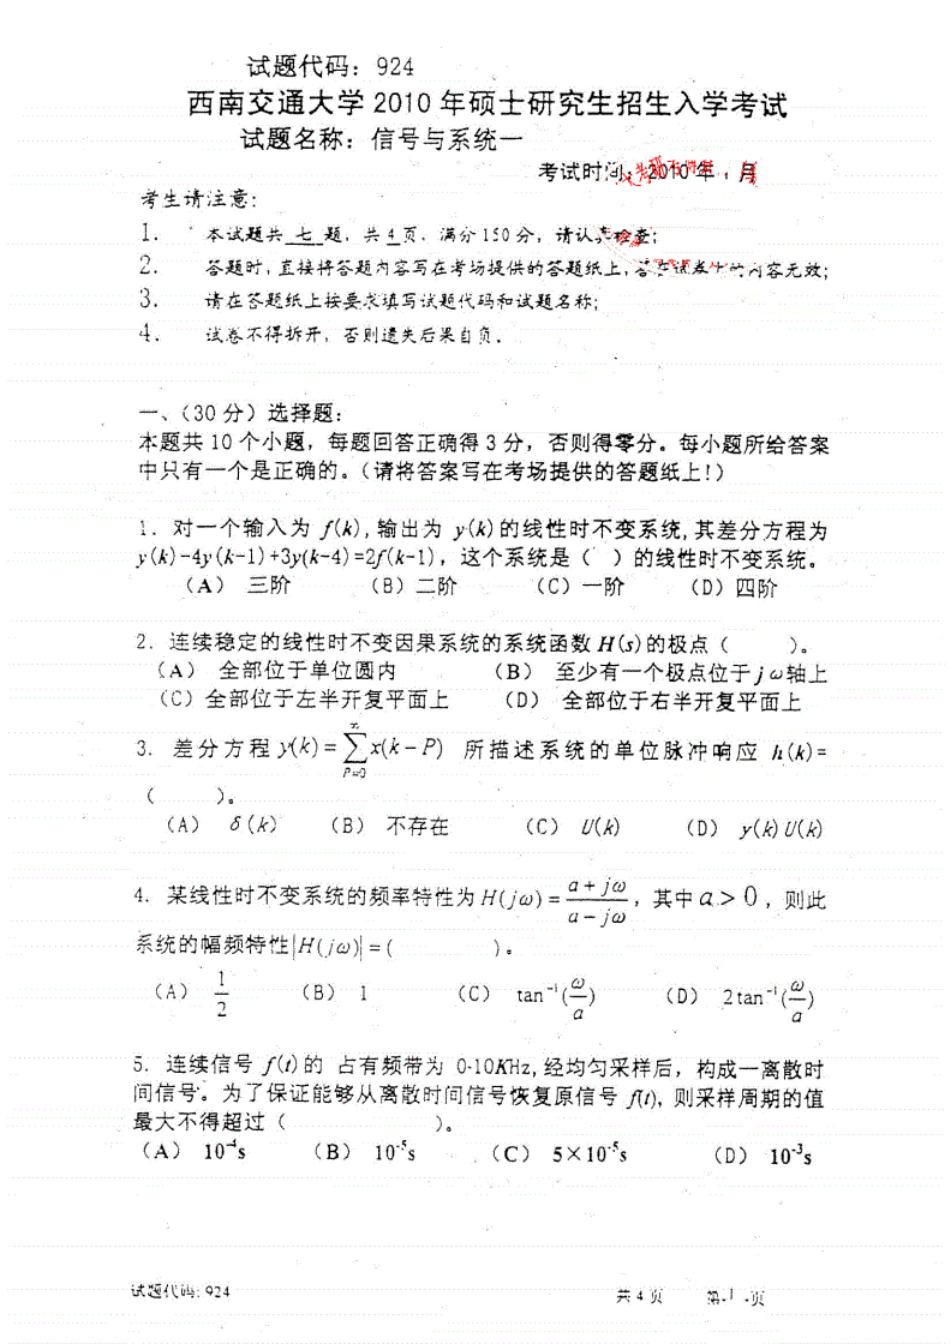 试题代码：924
西南交通大学 2010 年硕士研究生招生入学考试
试题名称：信号与系统一
考试时间：2010 年 1 月
考生请注意：
1. 本试题共 七 题，共 4 页，满分 150 分，请认真检查；
2. 答题时，直接将答题内容写在考场提供的答题纸上，答在试卷上的内容无效；
3. 请在答题纸上按要求填写试题代码和试题名称；
4. 试卷不得拆开，否则遗失后果自负．
一、（30 分）选择题：
本题共 10 个小题，每题回答正确得 3 分，否则得零分。每小题所给答案
中只有一个是正确的。（请将答案写在考场提供的答题纸上！）
1. 对一个输入为 f(k)，输出为 y(k) 的线性时不变系统，其差分方程为
y(k)-4y(k-1)+3y(k-4)=2f(k-1)，这个系统是（ ）的线性时不变系统。
（A） 三阶 （B）二阶 （C）一阶 （D）四阶
2. 连续稳定的线性时不变因果系统的系统函数 H(s) 的极点（ ）。
（A） 全部位于单位圆内 （B） 至少有一个极点位于 jω 轴上
（C）全部位于左半开复平面上 （D） 全部位于右半开复平面上
3. 差分方程 y(k)=∑_{P=0}^{∞}x(k-P) 所描述系统的单位脉冲响应 h(k)=
（ ）。
（A） δ(k) （B） 不存在 （C） U(k) （D） y(k)U(k)
4. 某线性时不变系统的频率特性为 H(jω)=(a+jω)/(a-jω)，其中 a>0，则此
系统的幅频特性|H(jω)|=( )。
（A） 1/2 （B） 1 （C） tan⁻¹(ω/a) （D） 2tan⁻¹(ω/a)
5. 连续信号 f(t) 的 占有频带为 0-10KHz，经均匀采样后，构成一离散时
间信号。为了保证能够从离散时间信号恢复原信号 f(t)，则采样周期的值
最大不得超过（ ）。
（A） 10⁻⁴s （B） 10⁻⁵s （C） 5×10⁻⁵s （D） 10⁻³s
试题代码：924 共 4 页 第 1 页